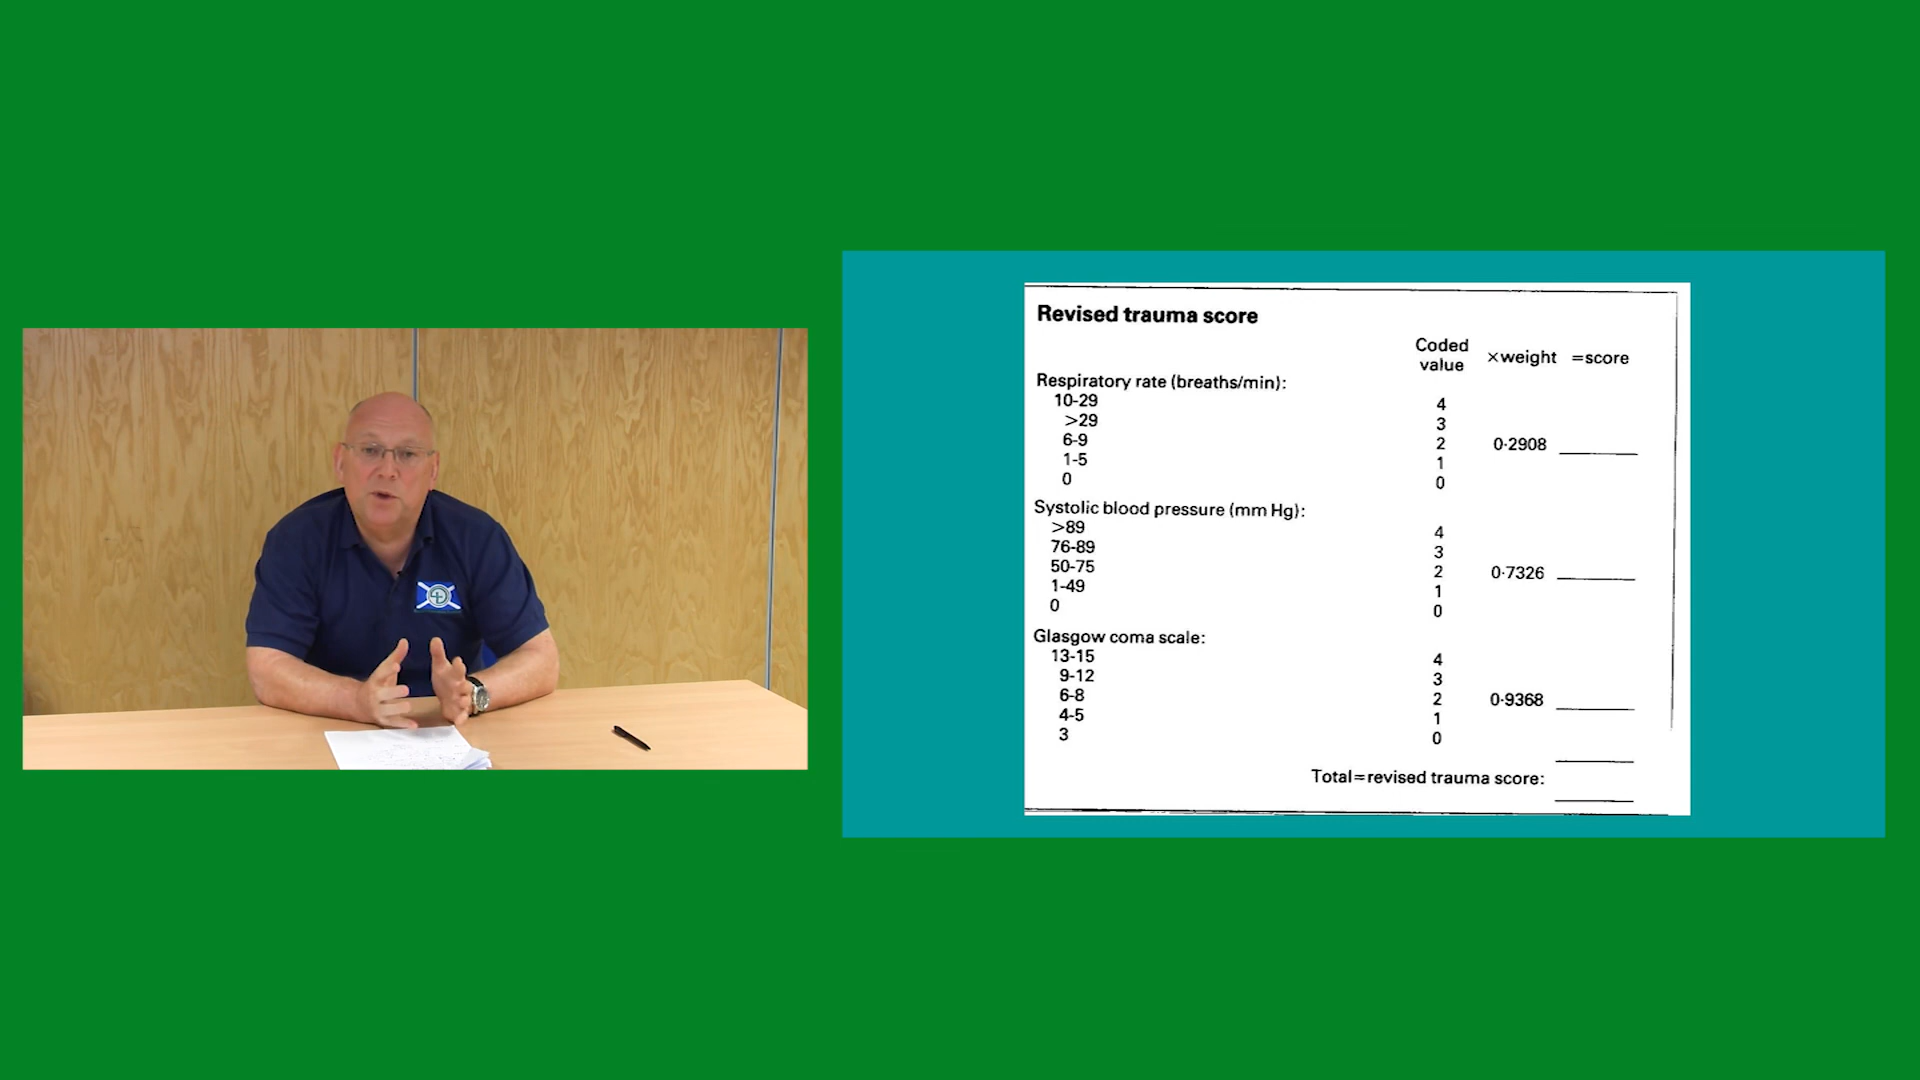 Revised trauma score
Coded value ×weight =score
Respiratory rate (breaths/min):
10-29 4
>29 3
6-9 2 0·2908
1-5 1
0 0
Systolic blood pressure (mm Hg):
>89 4
76-89 3
50-75 2 0·7326
1-49 1
0 0
Glasgow coma scale:
13-15 4
9-12 3
6-8 2 0·9368
4-5 1
3 0
Total=revised trauma score: